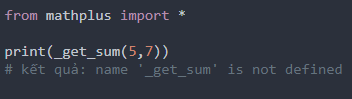 from mathplus import *
print(_get_sum(5,7))
# kết quả: name '_get_sum' is not defined